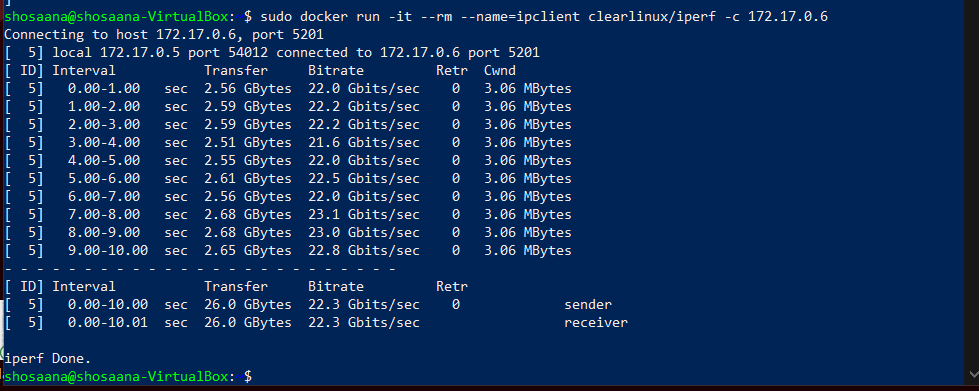 shosaana@shosaana-VirtualBox: $ sudo docker run -it --rm --name=ipclient clearlinux/iperf -c 172.17.0.6
Connecting to host 172.17.0.6, port 5201
[  5] local 172.17.0.5 port 54012 connected to 172.17.0.6 port 5201
[ ID] Interval           Transfer     Bitrate         Retr  Cwnd
[  5]   0.00-1.00   sec  2.56 GBytes  22.0 Gbits/sec    0   3.06 MBytes
[  5]   1.00-2.00   sec  2.59 GBytes  22.2 Gbits/sec    0   3.06 MBytes
[  5]   2.00-3.00   sec  2.59 GBytes  22.2 Gbits/sec    0   3.06 MBytes
[  5]   3.00-4.00   sec  2.51 GBytes  21.6 Gbits/sec    0   3.06 MBytes
[  5]   4.00-5.00   sec  2.55 GBytes  22.0 Gbits/sec    0   3.06 MBytes
[  5]   5.00-6.00   sec  2.61 GBytes  22.5 Gbits/sec    0   3.06 MBytes
[  5]   6.00-7.00   sec  2.56 GBytes  22.0 Gbits/sec    0   3.06 MBytes
[  5]   7.00-8.00   sec  2.68 GBytes  23.1 Gbits/sec    0   3.06 MBytes
[  5]   8.00-9.00   sec  2.68 GBytes  23.0 Gbits/sec    0   3.06 MBytes
[  5]   9.00-10.00  sec  2.65 GBytes  22.8 Gbits/sec    0   3.06 MBytes
- - - - - - - - - - - - - - - - - - - - - - - - -
[ ID] Interval           Transfer     Bitrate         Retr
[  5]   0.00-10.00  sec  26.0 GBytes  22.3 Gbits/sec    0             sender
[  5]   0.00-10.01  sec  26.0 GBytes  22.3 Gbits/sec                  receiver
iperf Done.
shosaana@shosaana-VirtualBox: $